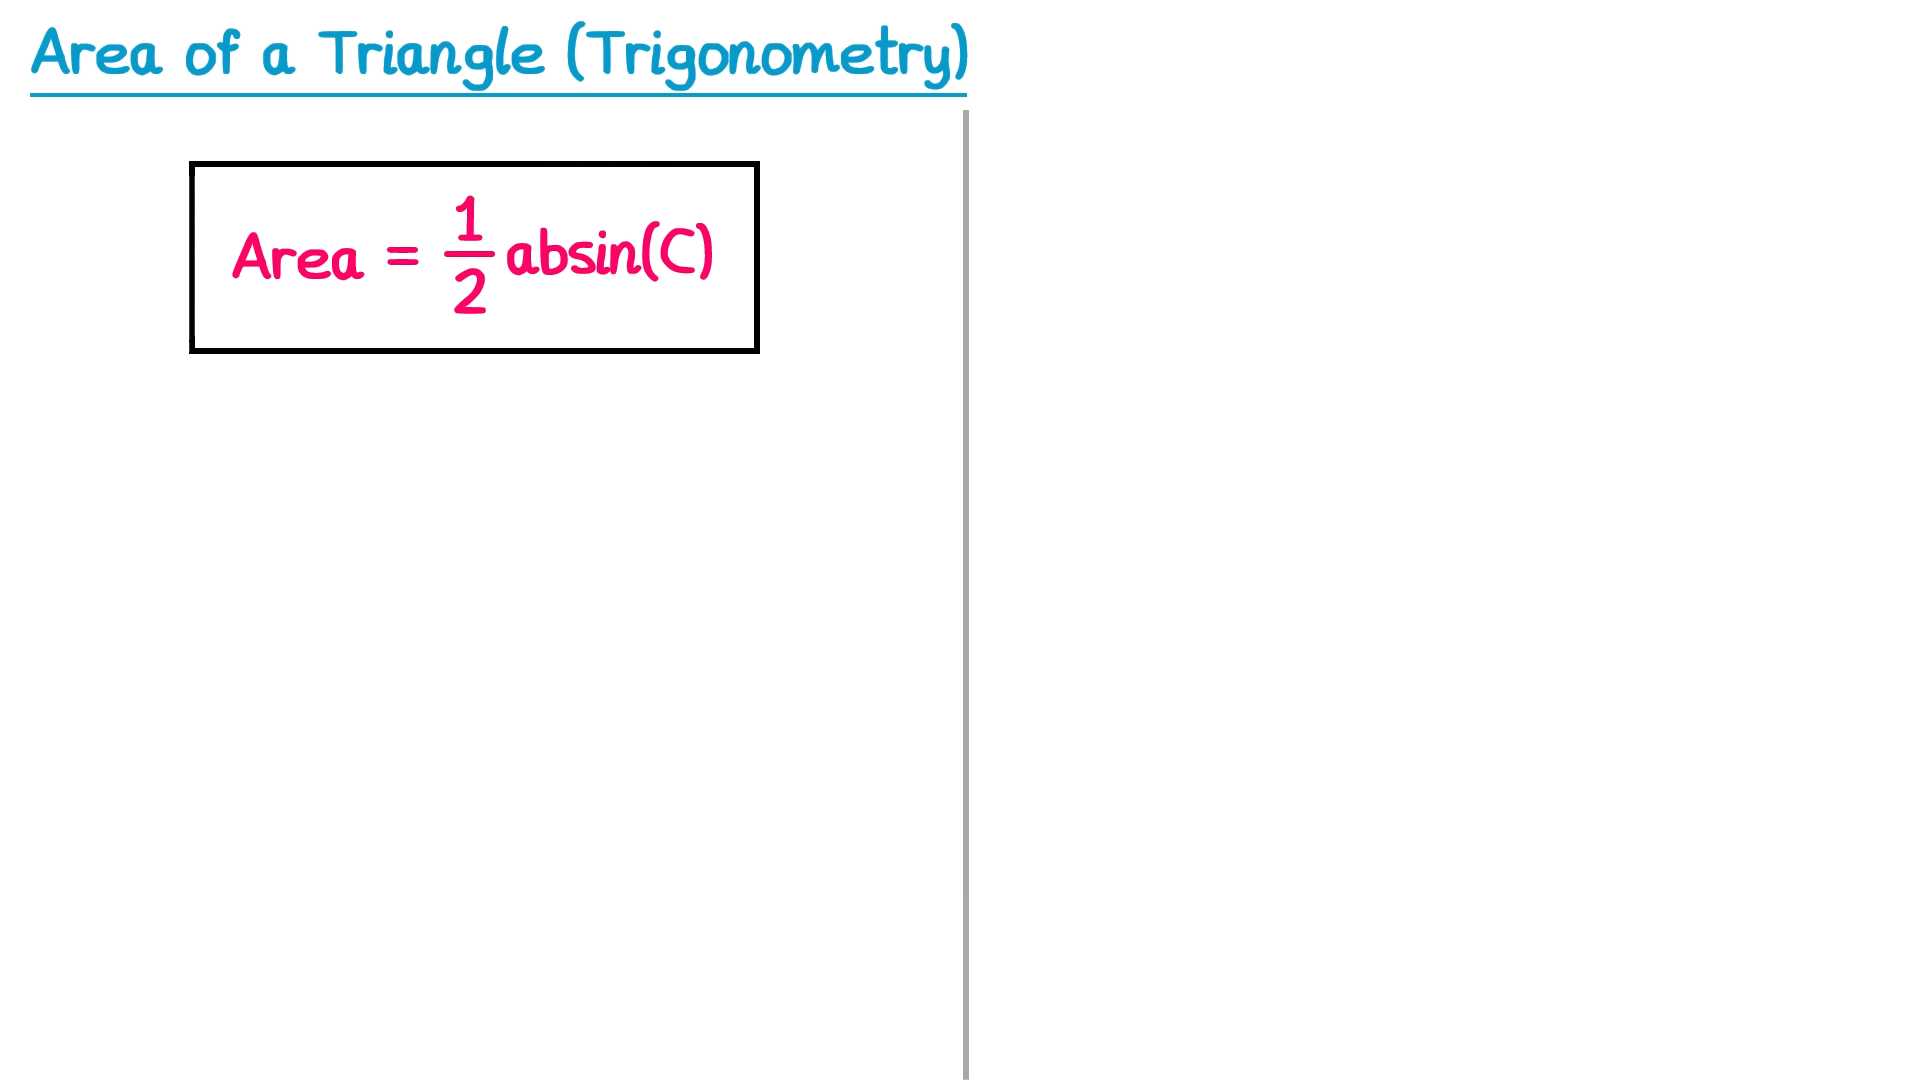 Area of a Triangle (Trigonometry)
Area = 1/2 absin(C)